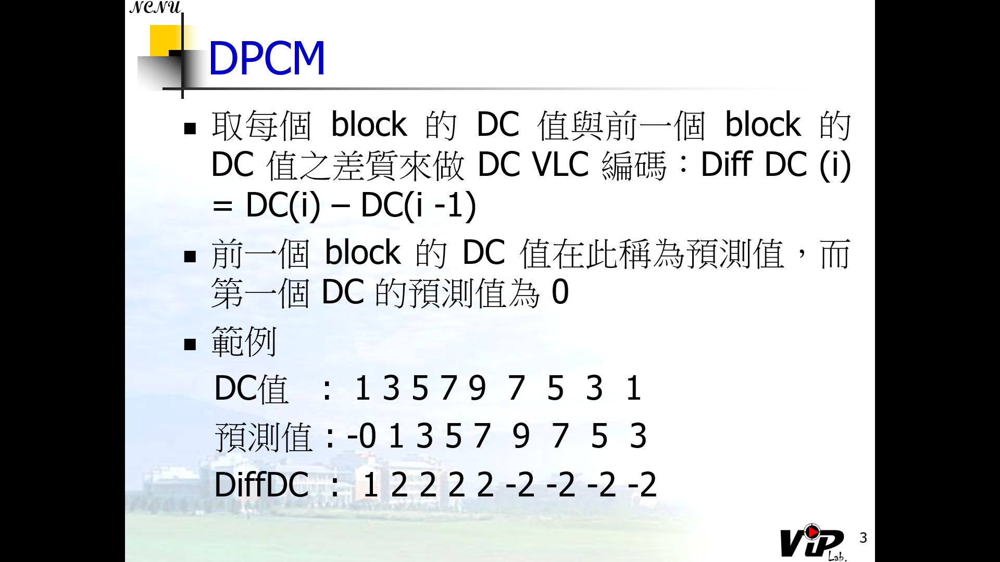 NCNU
DPCM
取每個 block 的 DC 值與前一個 block 的
DC 值之差質來做 DC VLC 編碼：Diff DC (i)
= DC(i) – DC(i -1)
前一個 block 的 DC 值在此稱為預測值，而
第一個 DC 的預測值為 0
範例
DC值 : 1 3 5 7 9 7 5 3 1
預測值 : -0 1 3 5 7 9 7 5 3
DiffDC : 1 2 2 2 2 -2 -2 -2 -2
ViP Lab.
3